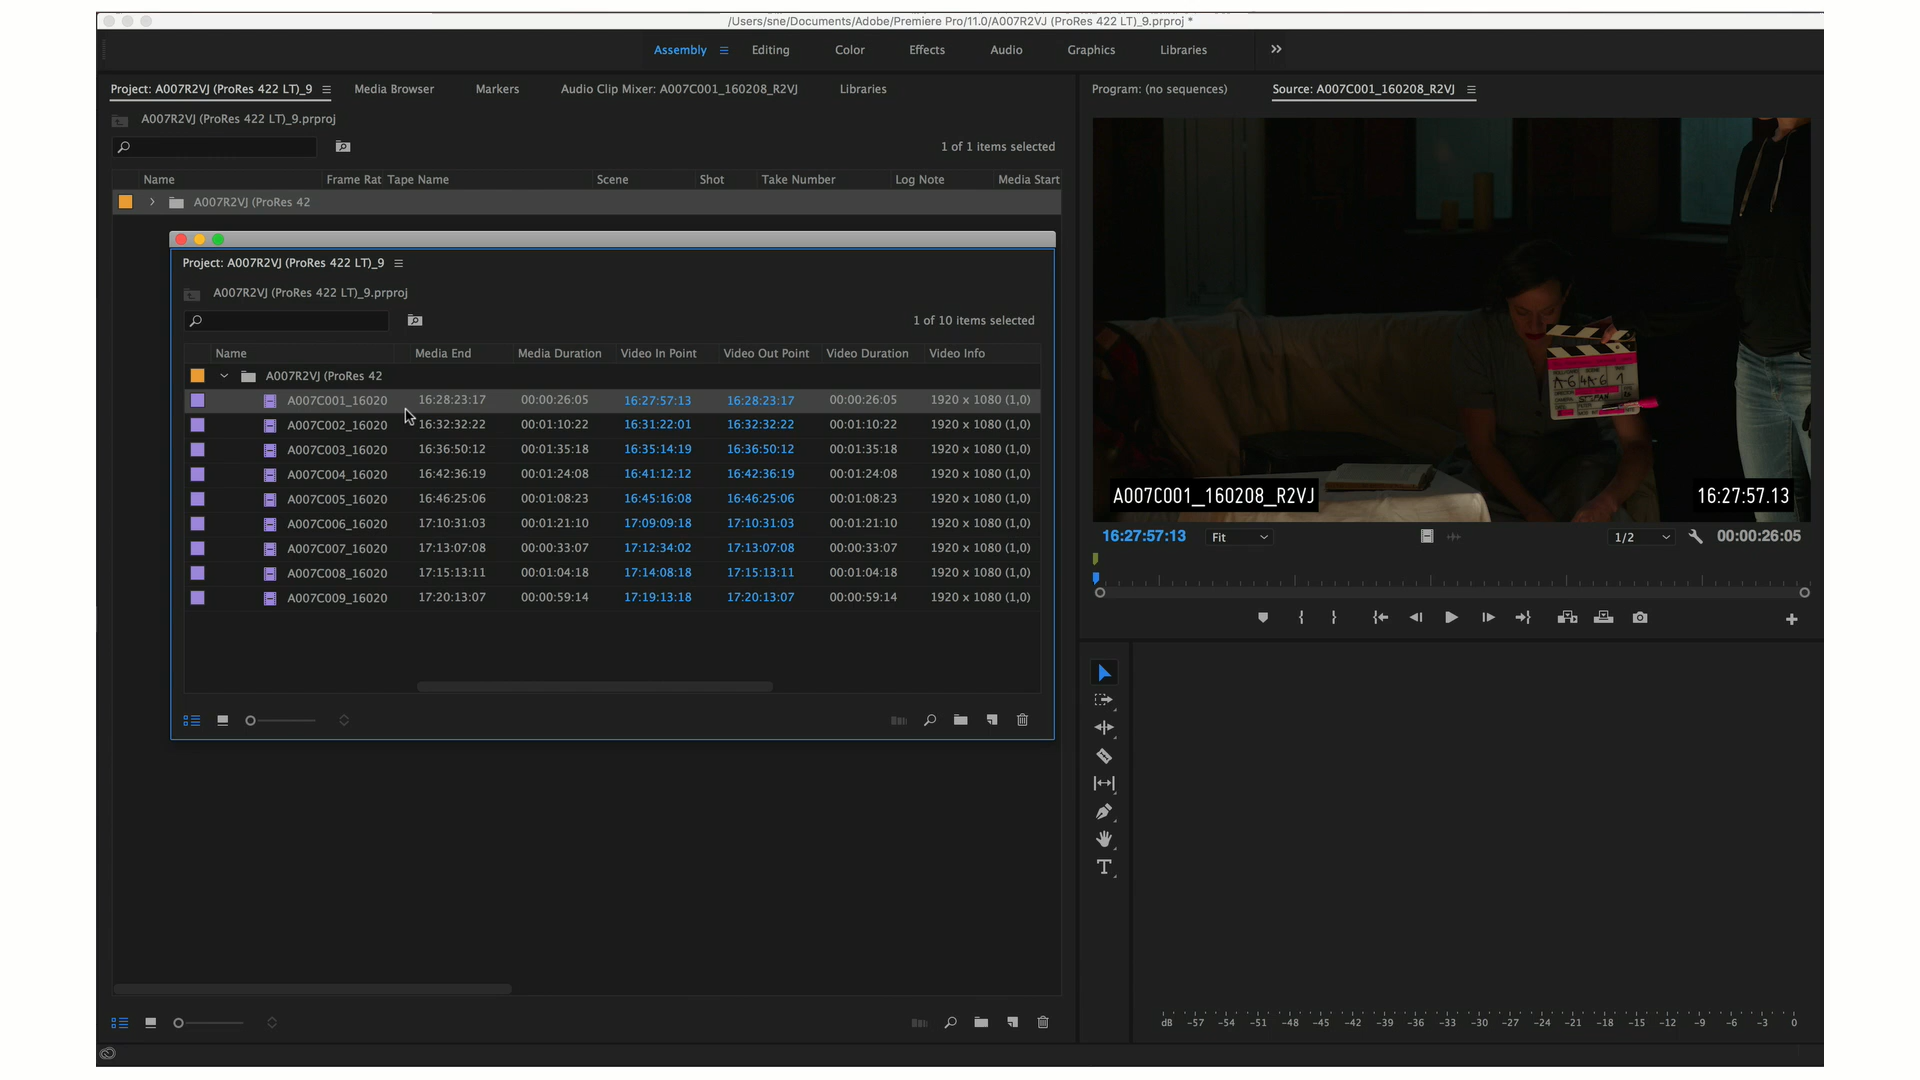 /Users/sne/Documents/Adobe/Premiere Pro/11.0/A007R2VJ (ProRes 422 LT)_9.prproj *
Assembly Editing Color Effects Audio Graphics Libraries
Project: A007R2VJ (ProRes 422 LT)_9 Media Browser Markers Audio Clip Mixer: A007C001_160208_R2VJ Libraries
Program: (no sequences) Source: A007C001_160208_R2VJ
A007R2VJ (ProRes 422 LT)_9.prproj
1 of 1 items selected
Name Frame Rat Tape Name Scene Shot Take Number Log Note Media Start
A007R2VJ (ProRes 42
Project: A007R2VJ (ProRes 422 LT)_9
A007R2VJ (ProRes 422 LT)_9.prproj
1 of 10 items selected
Name Media End Media Duration Video In Point Video Out Point Video Duration Video Info
A007R2VJ (ProRes 42
A007C001_16020 16:28:23:17 00:00:26:05 16:27:57:13 16:28:23:17 00:00:26:05 1920 x 1080 (1,0)
A007C002_16020 16:32:32:22 00:01:10:22 16:31:22:01 16:32:32:22 00:01:10:22 1920 x 1080 (1,0)
A007C003_16020 16:36:50:12 00:01:35:18 16:35:14:19 16:36:50:12 00:01:35:18 1920 x 1080 (1,0)
A007C004_16020 16:42:36:19 00:01:24:08 16:41:12:12 16:42:36:19 00:01:24:08 1920 x 1080 (1,0)
A007C005_16020 16:46:25:06 00:01:08:23 16:45:16:08 16:46:25:06 00:01:08:23 1920 x 1080 (1,0)
A007C006_16020 17:10:31:03 00:01:21:10 17:09:09:18 17:10:31:03 00:01:21:10 1920 x 1080 (1,0)
A007C007_16020 17:13:07:08 00:00:33:07 17:12:34:02 17:13:07:08 00:00:33:07 1920 x 1080 (1,0)
A007C008_16020 17:15:13:11 00:01:04:18 17:14:08:18 17:15:13:11 00:01:04:18 1920 x 1080 (1,0)
A007C009_16020 17:20:13:07 00:00:59:14 17:19:13:18 17:20:13:07 00:00:59:14 1920 x 1080 (1,0)
A007C001_160208_R2VJ 16:27:57.13
16:27:57:13 Fit 1/2 00:00:26:05
dB -57 -54 -51 -48 -45 -42 -39 -36 -33 -30 -27 -24 -21 -18 -15 -12 -9 -6 -3 0